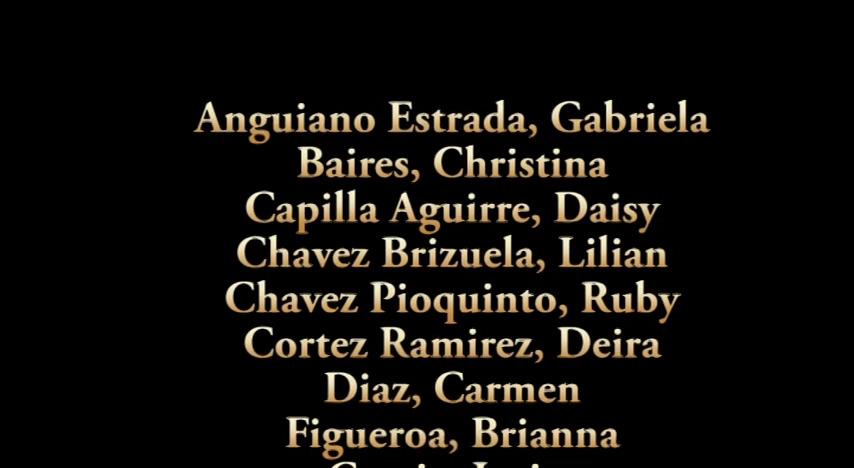 Anguiano Estrada, Gabriela
Baires, Christina
Capilla Aguirre, Daisy
Chavez Brizuela, Lilian
Chavez Pioquinto, Ruby
Cortez Ramirez, Deira
Diaz, Carmen
Figueroa, Brianna